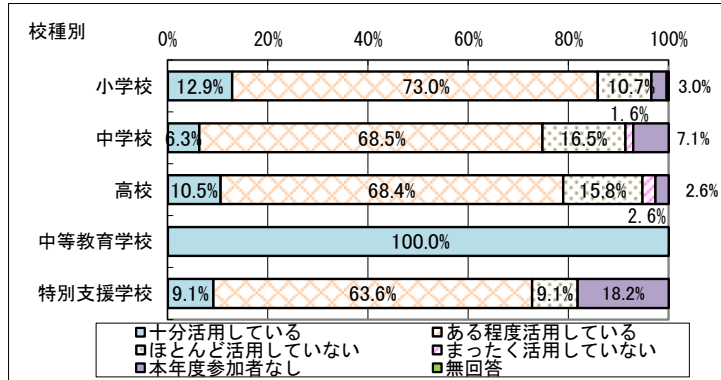 校種別
0% 20% 40% 60% 80% 100%
小学校 12.9% 73.0% 10.7% 3.0%
1.6%
中学校 6.3% 68.5% 16.5% 7.1%
高校 10.5% 68.4% 15.8% 2.6%
2.6%
中等教育学校 100.0%
特別支援学校 9.1% 63.6% 9.1% 18.2%
十分活用している ある程度活用している
ほとんど活用していない まったく活用していない
本年度参加者なし 無回答